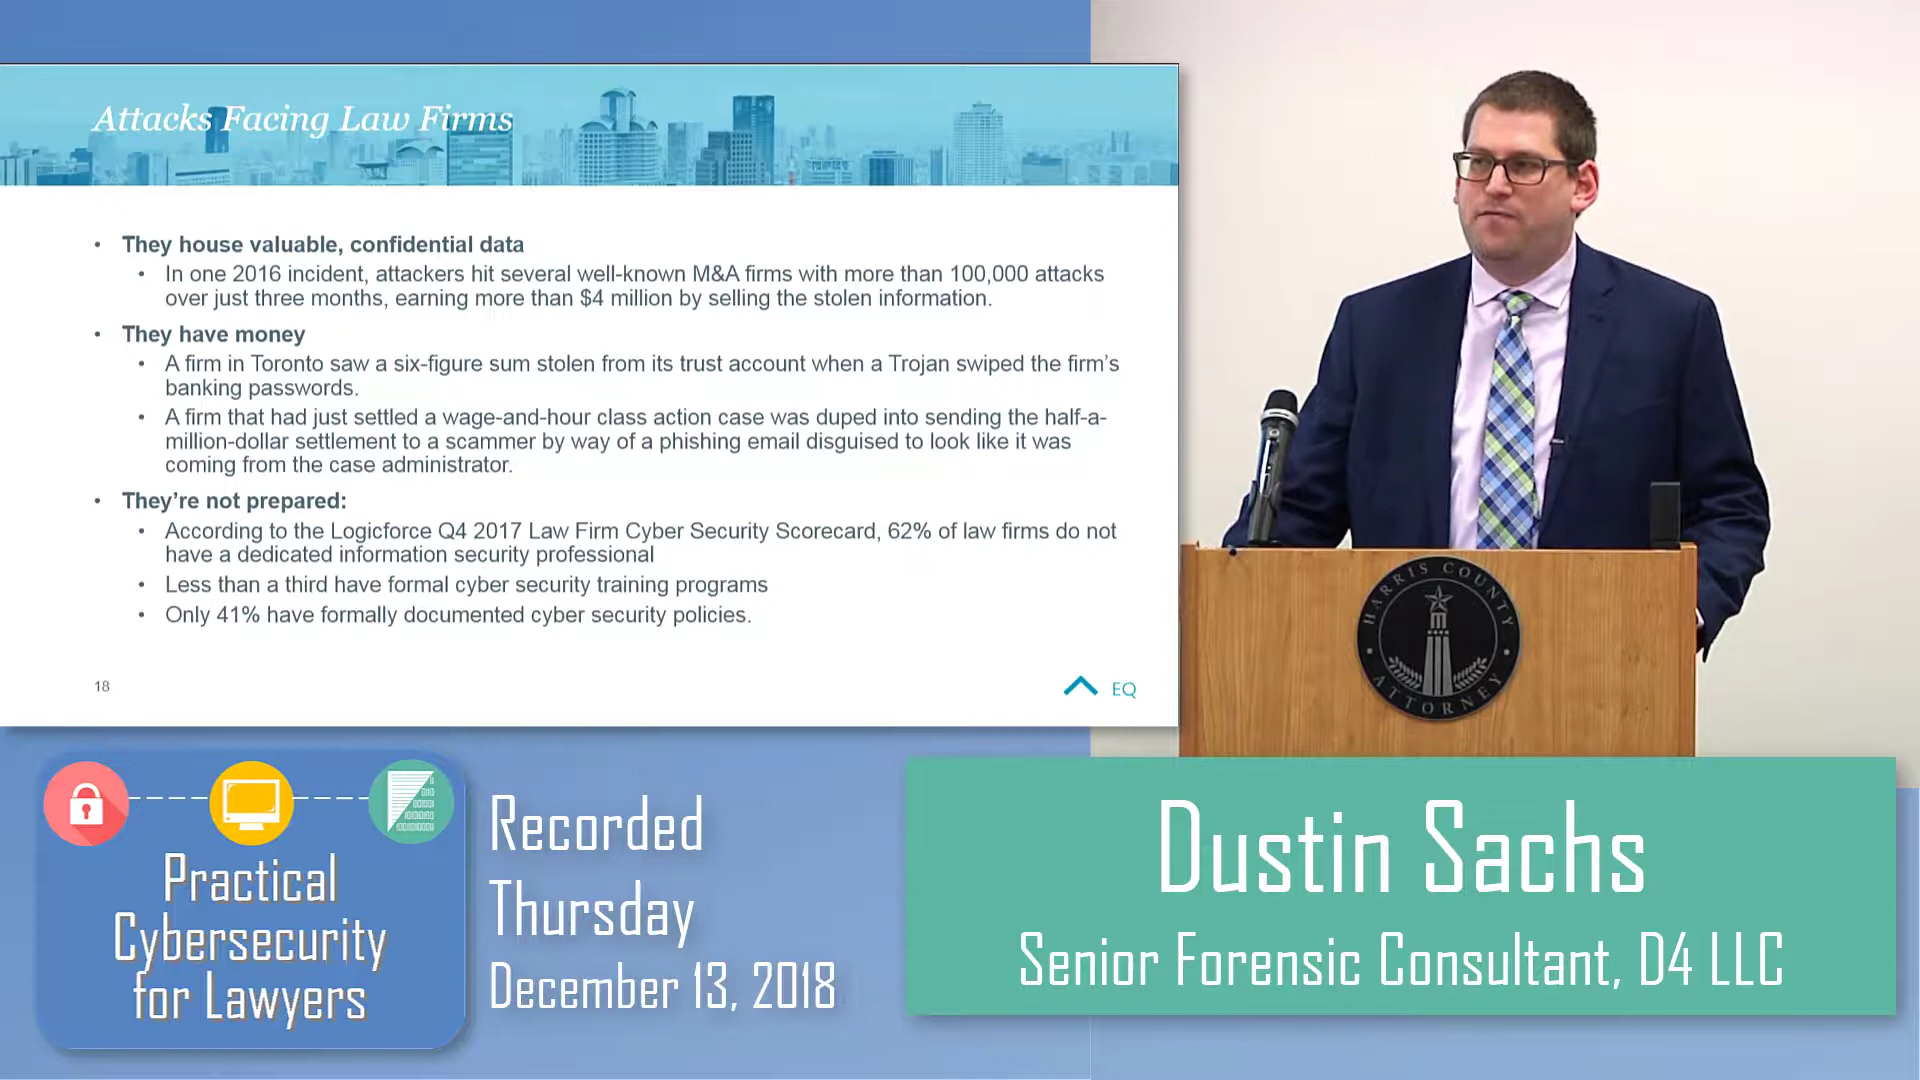 Attacks Facing Law Firms
• They house valuable, confidential data
• In one 2016 incident, attackers hit several well-known M&A firms with more than 100,000 attacks
over just three months, earning more than $4 million by selling the stolen information.
• They have money
• A firm in Toronto saw a six-figure sum stolen from its trust account when a Trojan swiped the firm's
banking passwords.
• A firm that had just settled a wage-and-hour class action case was duped into sending the half-a-
million-dollar settlement to a scammer by way of a phishing email disguised to look like it was
coming from the case administrator.
• They're not prepared:
• According to the Logicforce Q4 2017 Law Firm Cyber Security Scorecard, 62% of law firms do not
have a dedicated information security professional
• Less than a third have formal cyber security training programs
• Only 41% have formally documented cyber security policies.
18
EQ
HARRIS COUNTY
ATTORNEY
Practical
Cybersecurity
for Lawyers
Recorded
Thursday
December 13, 2018
Dustin Sachs
Senior Forensic Consultant, D4 LLC